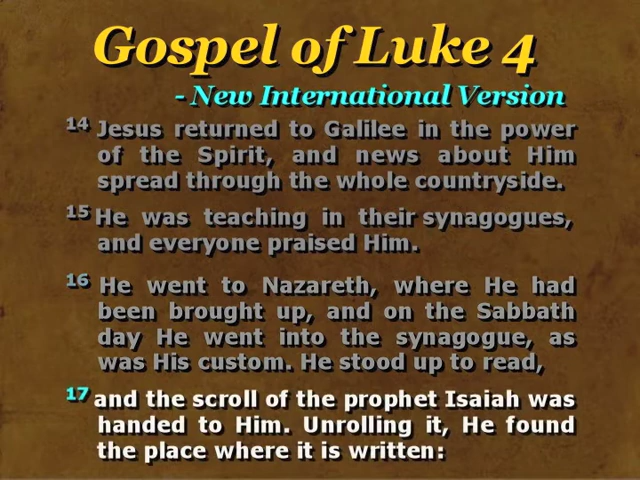 Gospel of Luke 4
- New International Version
14 Jesus returned to Galilee in the power
of the Spirit, and news about Him
spread through the whole countryside.
15 He was teaching in their synagogues,
and everyone praised Him.
16 He went to Nazareth, where He had
been brought up, and on the Sabbath
day He went into the synagogue, as
was His custom. He stood up to read,
17 and the scroll of the prophet Isaiah was
handed to Him. Unrolling it, He found
the place where it is written: